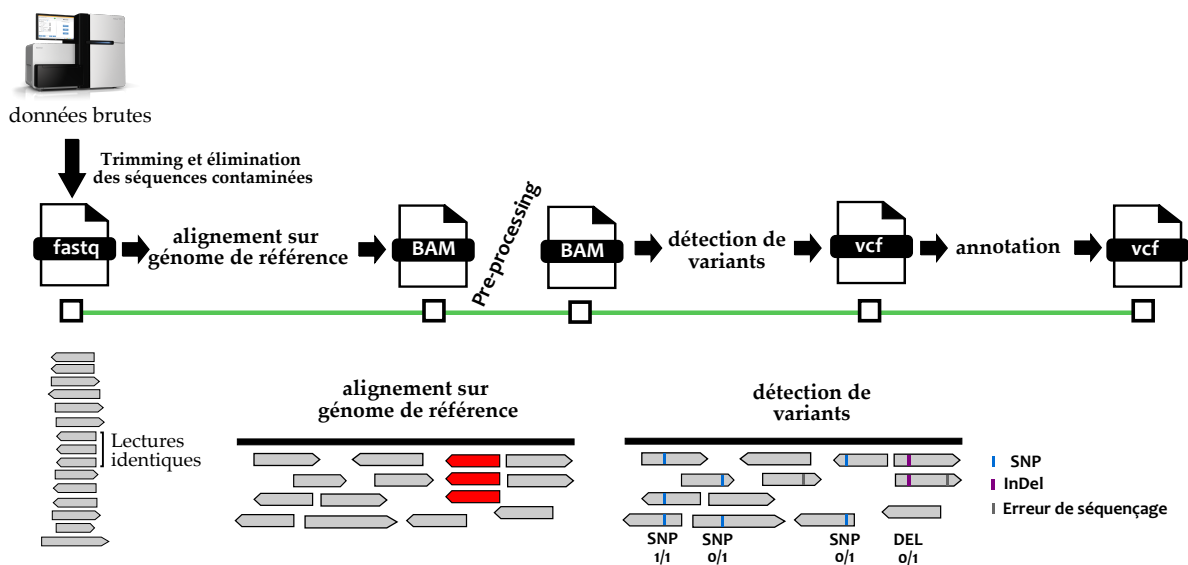 données brutes
Trimming et élimination
des séquences contaminées
fastq
alignement sur
génome de référence
BAM
Pre-processing
BAM
détection de
variants
vcf
annotation
vcf
Lectures
identiques
alignement sur
génome de référence
détection de
variants
SNP
InDel
Erreur de séquençage
SNP
1/1
SNP
0/1
SNP
0/1
DEL
0/1